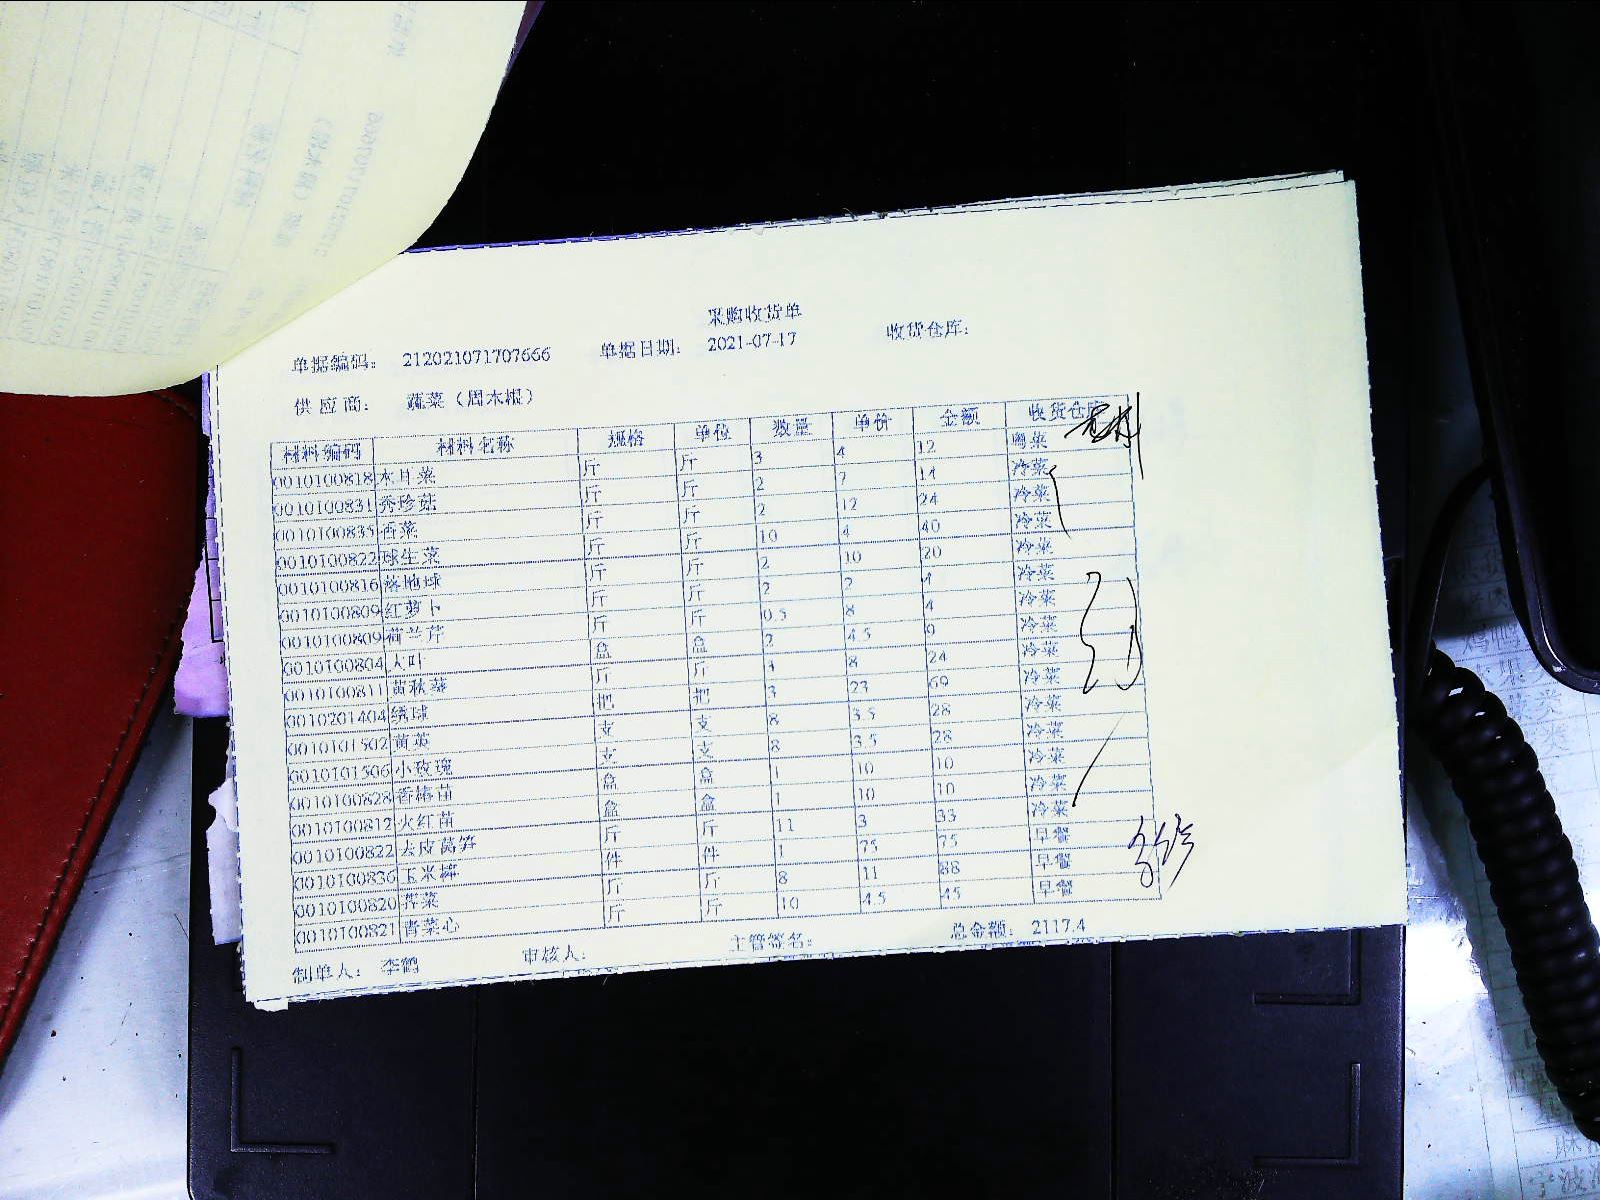 采购收货单
单据编码: 212021071707666 单据日期: 2021-07-17 收货仓库:
供应商: 蔬菜（周木根）
材料编码 材料名称 规格 单位 数量 单价 金额 收货仓库
0010100818 木耳菜 斤 斤 3 4 12 粤菜
0010100831 秀珍菇 斤 斤 2 7 14 冷菜
0010100835 香菜 斤 斤 2 12 24 冷菜
0010100822 球生菜 斤 斤 10 4 40 冷菜
0010100816 落地球 斤 斤 2 10 20 冷菜
0010100809 红萝卜 斤 斤 2 2 4 冷菜
0010100809 荷兰芹 斤 斤 0.5 8 4 冷菜
0010100804 大叶 盒 盒 2 4.5 9 冷菜
0010100811 黄秋葵 斤 斤 8 24 冷菜
0010201404 绣球 把 把 3 23 69 冷菜
0010101502 黄英 支 支 8 3.5 28 冷菜
0010101506 小玫瑰 支 支 8 3.5 28 冷菜
0010100828 香椿苗 盒 盒 1 10 10 冷菜
0010100812 火红苗 盒 盒 1 10 10 冷菜
0010100822 去皮莴笋 斤 斤 11 3 33 冷菜
0010100836 玉米棒 件 件 1 75 75 早餐
0010100820 荠菜 斤 斤 8 11 88 早餐
0010100821 青菜心 斤 斤 10 4.5 45 早餐
制单人: 李鹤 审核人: 主管签名: 总金额: 2117.4